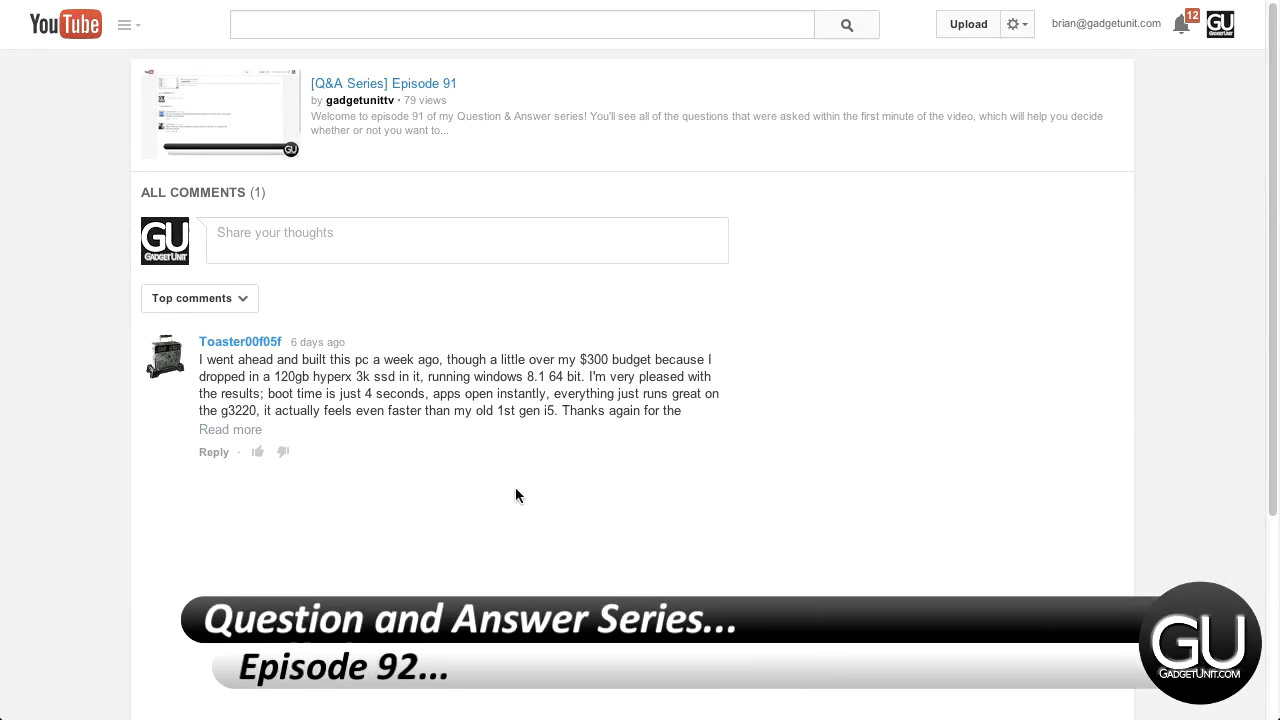 YouTube
Upload
brian@gadgetunit.com
12
GU
[Q&A Series] Episode 91
by gadgetunittv · 79 views
to episode 91 of my Question & Answer series! You'll see all of the questions that were asked within the first minute of the video, which will help you decide
whether or not you want to...
GU
ALL COMMENTS (1)
GU
GADGETUNIT
Share your thoughts
Top comments
Toaster00f05f 6 days ago
I went ahead and built this pc a week ago, though a little over my $300 budget because I
dropped in a 120gb hyperx 3k ssd in it, running windows 8.1 64 bit. I'm very pleased with
the results; boot time is just 4 seconds, apps open instantly, everything just runs great on
the g3220, it actually feels even faster than my old 1st gen i5. Thanks again for the
Read more
Reply ·
Question and Answer Series...
Episode 92...
GU
GADGETUNIT.COM